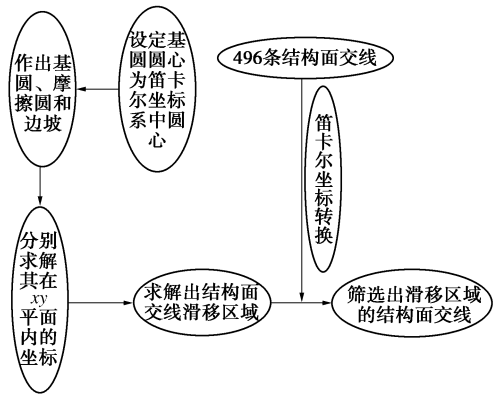 作出基
圆、摩
擦圆和
边坡
设定基
圆圆心
为笛卡
尔坐标
系中圆
心
496条结构面交线
笛
卡
尔
坐
标
转
换
分别
求解
其在
xy
平面
内的
坐标
求解出结构面
交线滑移区域
筛选出滑移区域
的结构面交线